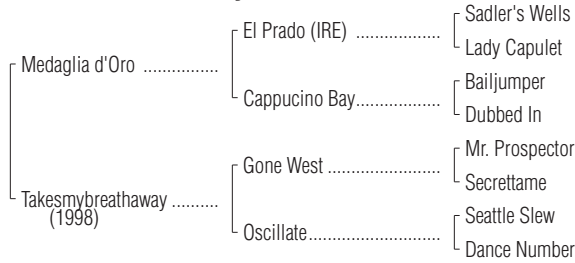 Sadler's Wells
El Prado (IRE) ..................
Lady Capulet
Medaglia d'Oro ................
Bailjumper
Cappucino Bay..................
Dubbed In
Mr. Prospector
Gone West ........................
Secrettame
Takesmybreathaway ..........
(1998)
Seattle Slew
Oscillate............................
Dance Number